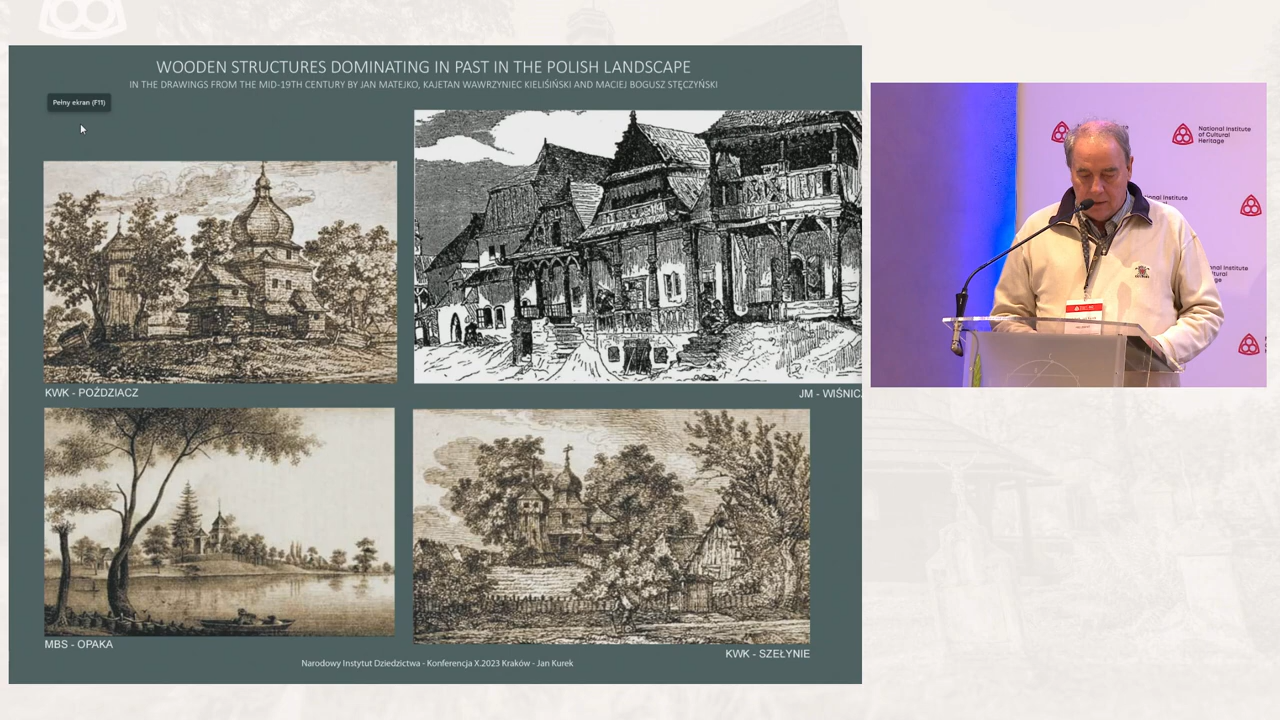 WOODEN STRUCTURES DOMINATING IN PAST IN THE POLISH LANDSCAPE
IN THE DRAWINGS FROM THE MID-19TH CENTURY BY JAN MATEJKO, KAJETAN WAWRZYNIEC KIELIŚIŃSKI AND MACIEJ BOGUSZ STĘCZYŃSKI
Pełny ekran (F11)
KWK - POŹDZIACZ
JM - WIŚNIC
MBS - OPAKA
KWK - SZEŁYNIE
Narodowy Instytut Dziedzictwa - Konferencja X.2023 Kraków - Jan Kurek
National Institute
of Cultural
Heritage